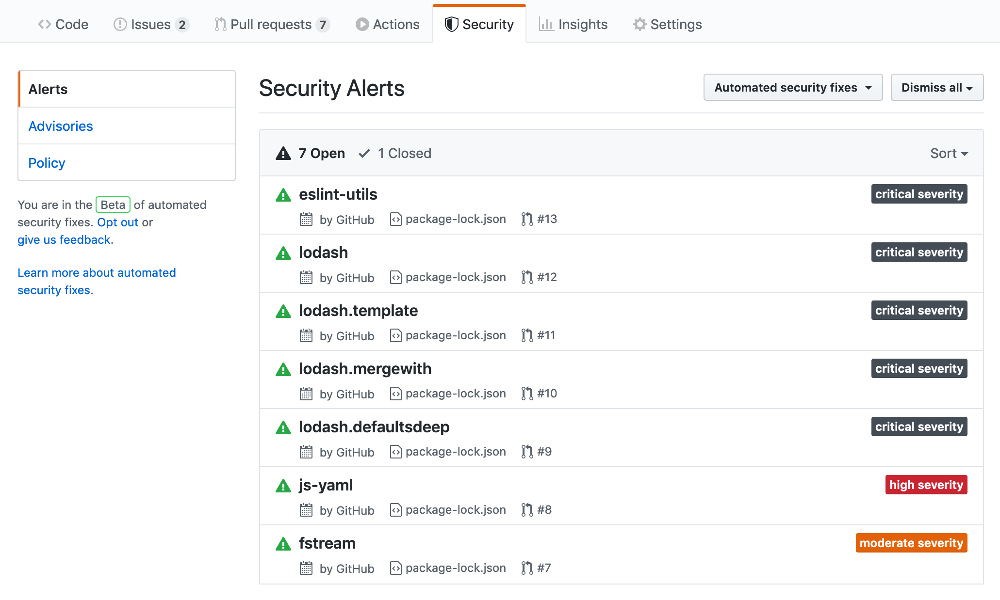 Code Issues 2 Pull requests 7 Actions Security Insights Settings
Alerts
Advisories
Policy
You are in the Beta of automated
security fixes. Opt out or
give us feedback.
Learn more about automated
security fixes.
Security Alerts
Automated security fixes Dismiss all
7 Open 1 Closed Sort
eslint-utils critical severity
by GitHub package-lock.json #13
lodash critical severity
by GitHub package-lock.json #12
lodash.template critical severity
by GitHub package-lock.json #11
lodash.mergewith critical severity
by GitHub package-lock.json #10
lodash.defaultsdeep critical severity
by GitHub package-lock.json #9
js-yaml high severity
by GitHub package-lock.json #8
fstream moderate severity
by GitHub package-lock.json #7